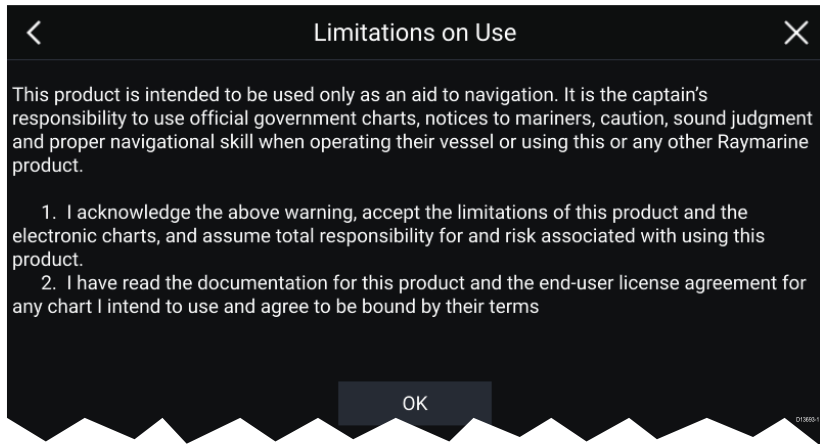 Limitations on Use
This product is intended to be used only as an aid to navigation. It is the captain’s
responsibility to use official government charts, notices to mariners, caution, sound judgment
and proper navigational skill when operating their vessel or using this or any other Raymarine
product.
1. I acknowledge the above warning, accept the limitations of this product and the
electronic charts, and assume total responsibility for and risk associated with using this
product.
2. I have read the documentation for this product and the end-user license agreement for
any chart I intend to use and agree to be bound by their terms
OK
D13693-1